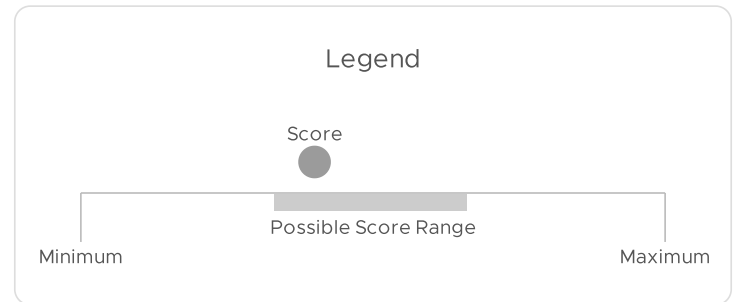 Legend
Score
Possible Score Range
Minimum
Maximum